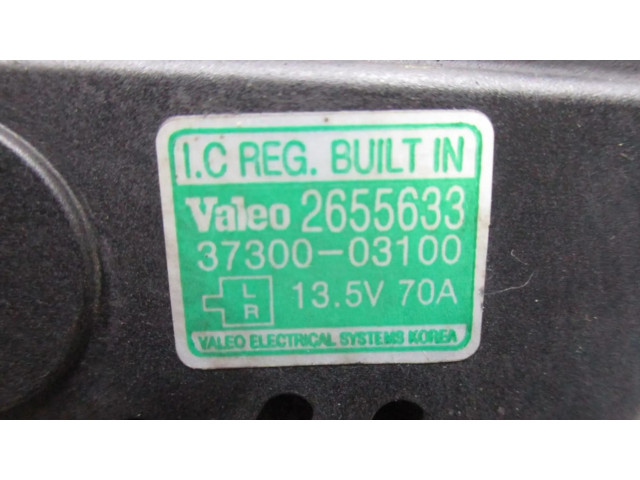 I.C REG. BUILT IN
Valeo 2655633
37300-03100
L
R
13.5V 70A
VALEO ELECTRICAL SYSTEMS KOREA